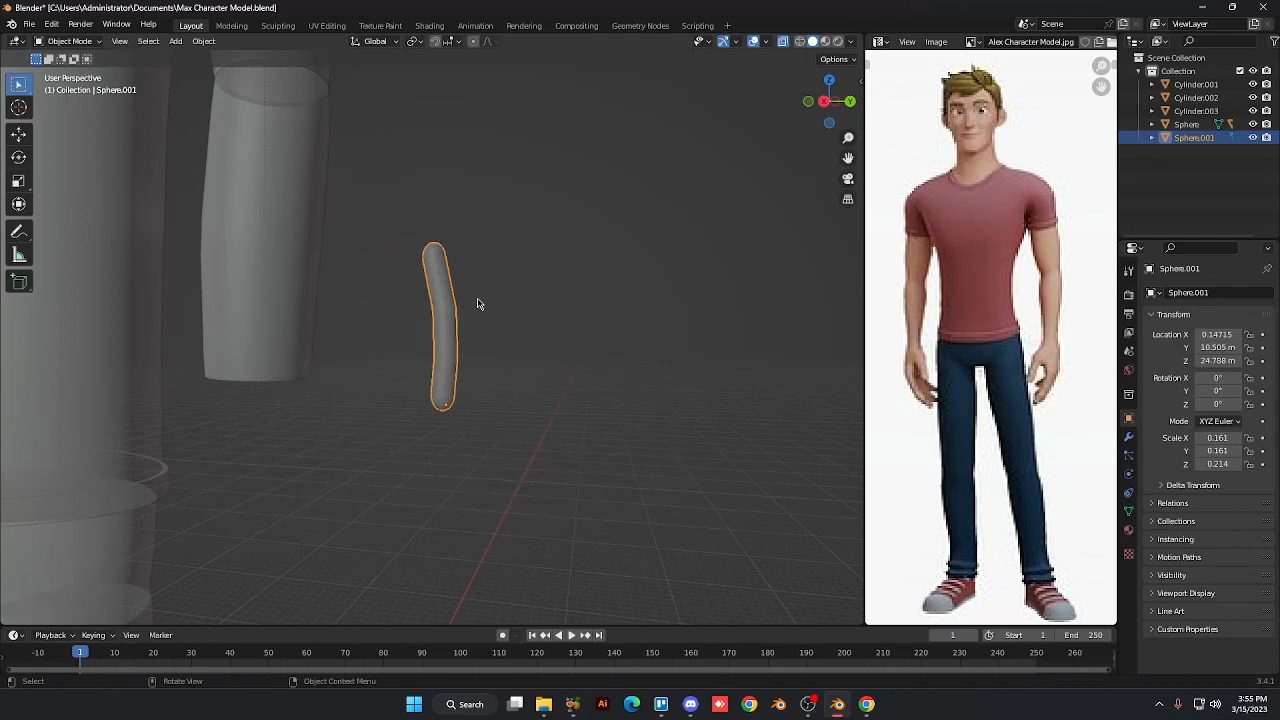 Blender* [C:\Users\Administrator\Documents\Max Character Model.blend]
File Edit Render Window Help Layout Modeling Sculpting UV Editing Texture Paint Shading Animation Rendering Compositing Geometry Nodes Scripting + Scene ViewLayer
Object Mode View Select Add Object Global View Image Alex Character Model.jpg
Options
User Perspective
(1) Collection | Sphere.001
Z
X Y
Scene Collection
Collection
Cylinder.001
Cylinder.002
Cylinder.003
Sphere
Sphere.001
Sphere.001
Sphere.001
Transform
Location X 0.14715
Y 10.505 m
Z 24.788 m
Rotation X 0°
Y 0°
Z 0°
Mode XYZ Euler
Scale X 0.161
Y 0.161
Z 0.214
Delta Transform
Relations
Collections
Instancing
Motion Paths
Visibility
Viewport Display
Line Art
Custom Properties
Playback Keying View Marker 1 Start 1 End 250
-10 1 10 20 30 40 50 60 70 80 90 100 110 120 130 140 150 160 170 180 190 200 210 220 230 240 250 260
Select Rotate View Object Context Menu 3.4.1
Search
3:55 PM
3/15/2023